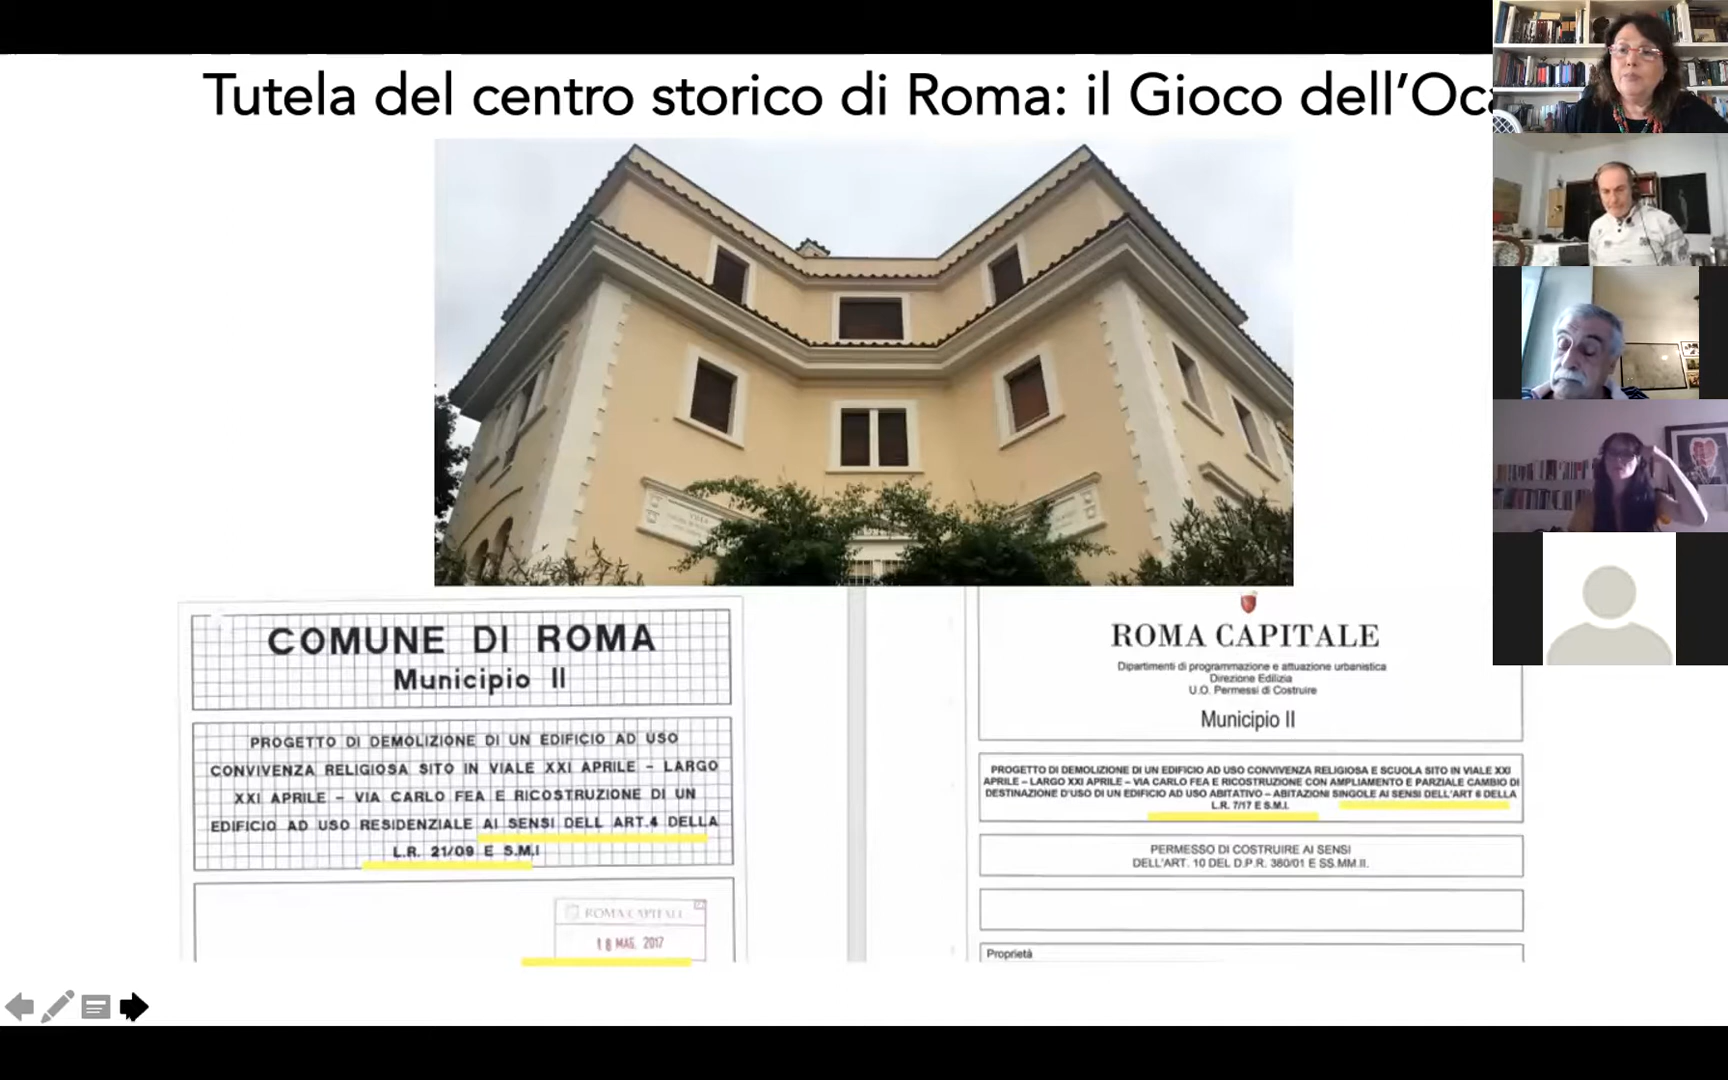 Tutela del centro storico di Roma: il Gioco dell’Oca
COMUNE DI ROMA
Municipio II
PROGETTO DI DEMOLIZIONE DI UN EDIFICIO AD USO
CONVIVENZA RELIGIOSA SITO IN VIALE XXI APRILE – LARGO
XXI APRILE – VIA CARLO FEA E RICOSTRUZIONE DI UN
EDIFICIO AD USO RESIDENZIALE AI SENSI DELL ART.4 DELLA
L.R. 21/09 E S.M.I
ROMA CAPITALE
18 MAG. 2017
ROMA CAPITALE
Dipartimenti di programmazione e attuazione urbanistica
Direzione Edilizia
U.O. Permessi di Costruire
Municipio II
PROGETTO DI DEMOLIZIONE DI UN EDIFICIO AD USO CONVIVENZA RELIGIOSA E SCUOLA SITO IN VIALE XXI
APRILE – LARGO XXI APRILE – VIA CARLO FEA E RICOSTRUZIONE CON AMPLIAMENTO E PARZIALE CAMBIO DI
DESTINAZIONE D'USO DI UN EDIFICIO AD USO ABITATIVO – ABITAZIONI SINGOLE AI SENSI DELL'ART 6 DELLA
L.R. 7/17 E S.M.I.
PERMESSO DI COSTRUIRE AI SENSI
DELL'ART. 10 DEL D.P.R. 380/01 E SS.MM.II.
Proprietà